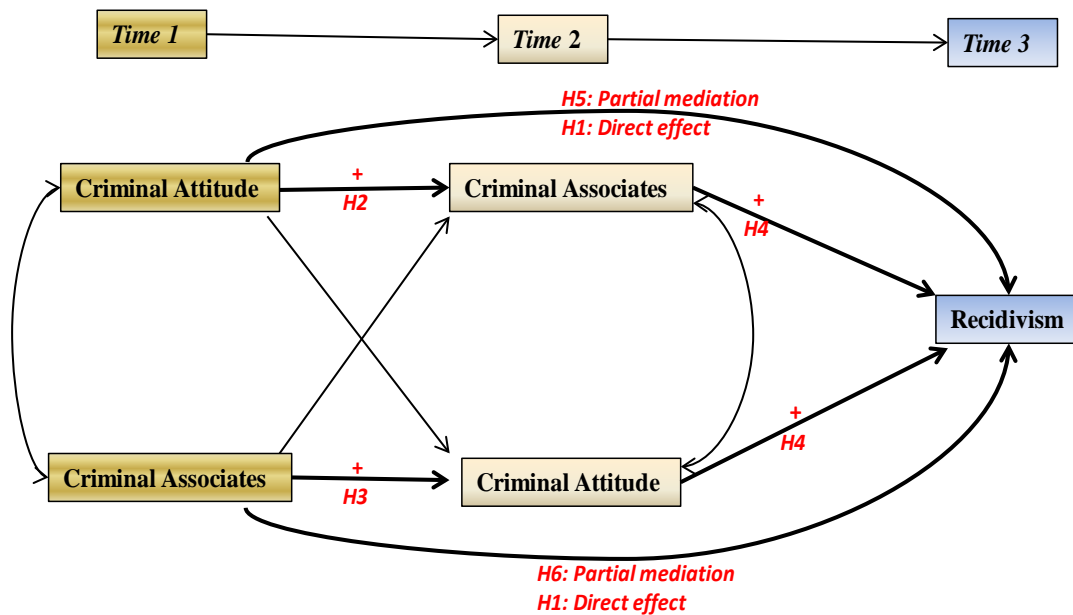 Time 1
Time 2
Time 3
H5: Partial mediation
H1: Direct effect
Criminal Attitude
+
H2
Criminal Associates
+
H4
Recidivism
Criminal Associates
+
H3
Criminal Attitude
+
H4
H6: Partial mediation
H1: Direct effect